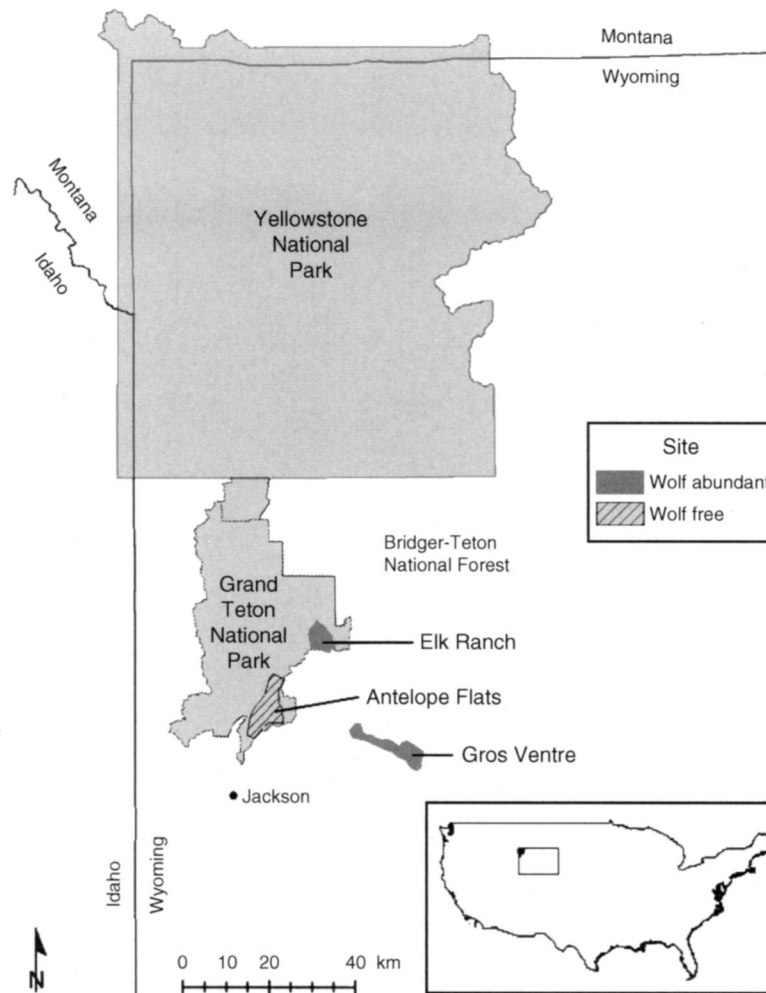 Montana
Wyoming
Montana
Idaho
Yellowstone
National
Park
Site
Wolf abundant
Wolf free
Bridger-Teton
National Forest
Grand
Teton
National
Park
Elk Ranch
Antelope Flats
Gros Ventre
Jackson
Idaho
Wyoming
N
0 10 20 40 km